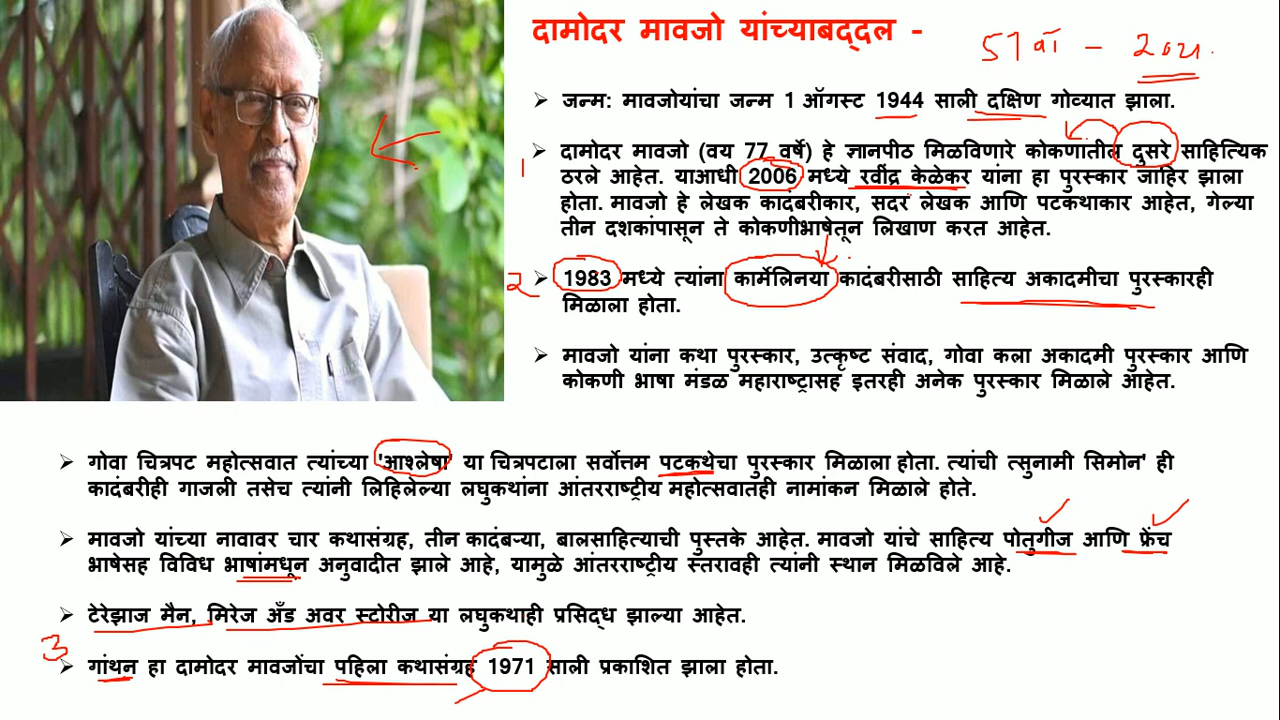 दामोदर मावजो यांच्याबद्दल -
57 वॉ - 2021.
➢ जन्म: मावजोयांचा जन्म 1 ऑगस्ट 1944 साली दक्षिण गोव्यात झाला.
1 ➢ दामोदर मावजो (वय 77 वर्षे) हे ज्ञानपीठ मिळविणारे कोकणातील दुसरे साहित्यिक
ठरले आहेत. याआधी 2006 मध्ये रवींद्र केळेकर यांना हा पुरस्कार जाहिर झाला
होता. मावजो हे लेखक कादंबरीकार, सदर लेखक आणि पटकथाकार आहेत, गेल्या
तीन दशकांपासून ते कोकणीभाषेतून लिखाण करत आहेत.
2 ➢ 1983 मध्ये त्यांना कार्मेलिनया कादंबरीसाठी साहित्य अकादमीचा पुरस्कारही
मिळाला होता.
➢ मावजो यांना कथा पुरस्कार, उत्कृष्ट संवाद, गोवा कला अकादमी पुरस्कार आणि
कोकणी भाषा मंडळ महाराष्ट्रासह इतरही अनेक पुरस्कार मिळाले आहेत.
➢ गोवा चित्रपट महोत्सवात त्यांच्या 'आश्लेषा' या चित्रपटाला सर्वोत्तम पटकथेचा पुरस्कार मिळाला होता. त्यांची त्सुनामी सिमोन' ही
कादंबरीही गाजली तसेच त्यांनी लिहिलेल्या लघुकथांना आंतरराष्ट्रीय महोत्सवातही नामांकन मिळाले होते.
➢ मावजो यांच्या नावावर चार कथासंग्रह, तीन कादंबऱ्या, बालसाहित्याची पुस्तके आहेत. मावजो यांचे साहित्य पोतुगीज आणि फ्रेंच
भाषेसह विविध भाषांमधून अनुवादीत झाले आहे, यामुळे आंतरराष्ट्रीय स्तरावही त्यांनी स्थान मिळविले आहे.
➢ टेरेझाज मैन, मिरेज अँड अवर स्टोरीज या लघुकथाही प्रसिद्ध झाल्या आहेत.
3 ➢ गांथन हा दामोदर मावजोंचा पहिला कथासंग्रह 1971 साली प्रकाशित झाला होता.